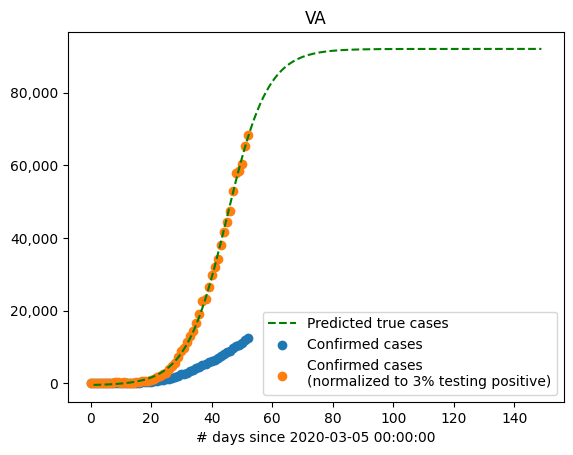 VA
80,000
60,000
40,000
20,000
0
Predicted true cases
Confirmed cases
Confirmed cases
(normalized to 3% testing positive)
0 20 40 60 80 100 120 140
# days since 2020-03-05 00:00:00